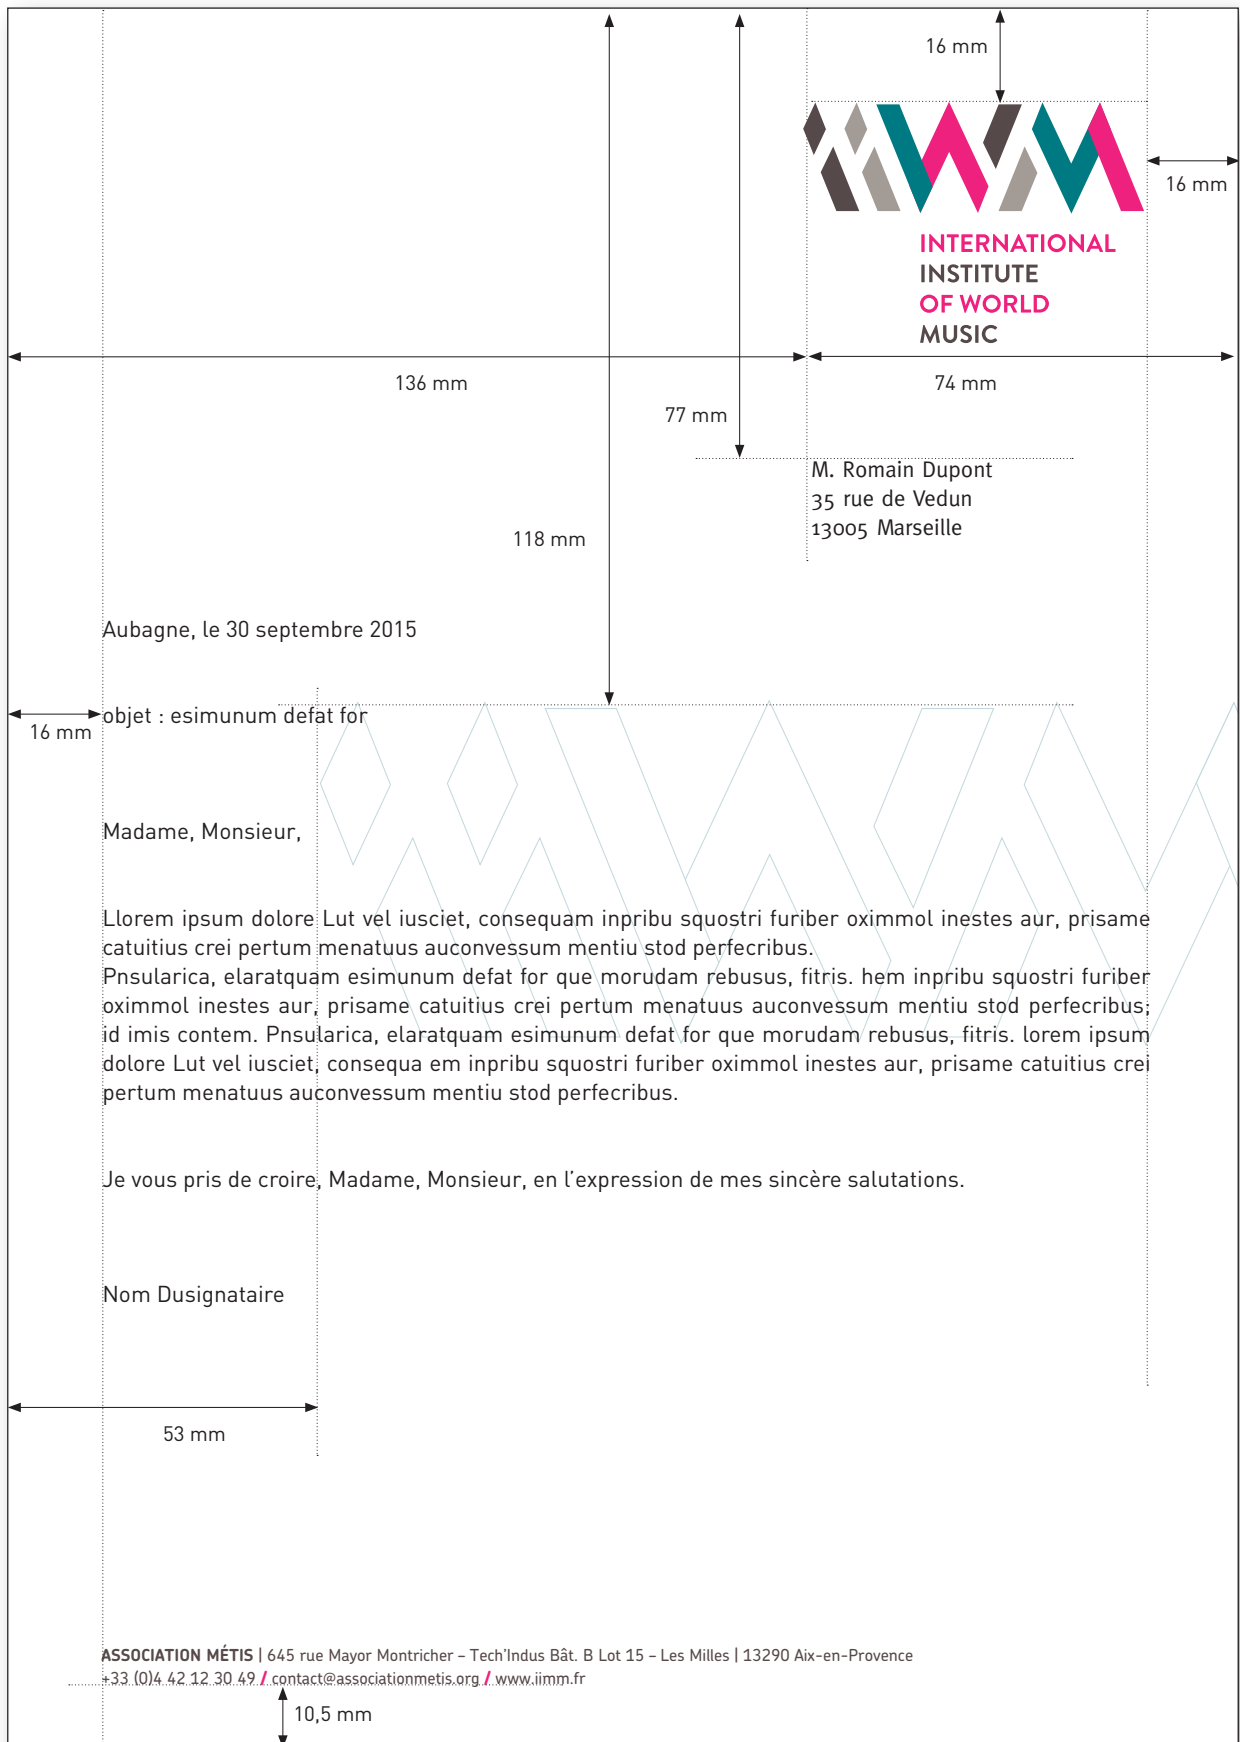 16 mm
16 mm
INTERNATIONAL
INSTITUTE
OF WORLD
MUSIC
136 mm
74 mm
77 mm
M. Romain Dupont
35 rue de Vedun
13005 Marseille
118 mm
Aubagne, le 30 septembre 2015
objet : esimunum defat for
16 mm
Madame, Monsieur,
Llorem ipsum dolore Lut vel iusciet, consequam inpribu squostri furiber oximmol inestes aur, prisame
catuitius crei pertum menatuus auconvessum mentiu stod perfecribus.
Pnsularica, elaratquam esimunum defat for que morudam rebusus, fitris. hem inpribu squostri furiber
oximmol inestes aur, prisame catuitius crei pertum menatuus auconvessum mentiu stod perfecribus;
id imis contem. Pnsularica, elaratquam esimunum defat for que morudam rebusus, fitris. lorem ipsum
dolore Lut vel iusciet, consequa em inpribu squostri furiber oximmol inestes aur, prisame catuitius crei
pertum menatuus auconvessum mentiu stod perfecribus.
Je vous pris de croire, Madame, Monsieur, en l'expression de mes sincère salutations.
Nom Dusignataire
53 mm
ASSOCIATION MÉTIS | 645 rue Mayor Montricher – Tech'Indus Bât. B Lot 15 – Les Milles | 13290 Aix-en-Provence
+33 (0)4 42 12 30 49 / contact@associationmetis.org / www.iimm.fr
10,5 mm